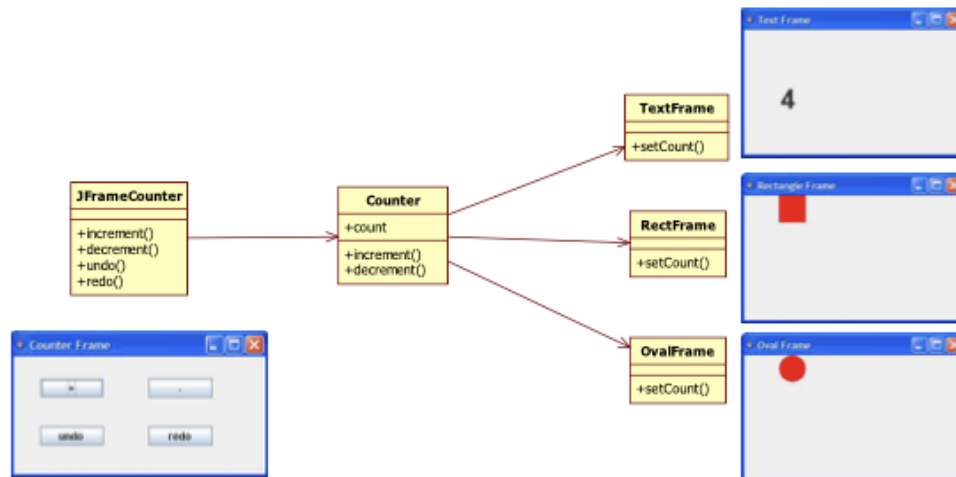 Text Frame
4
TextFrame
+setCount()
Rectangle Frame
JFrameCounter
+increment()
+decrement()
+undo()
+redo()
Counter
+count
+increment()
+decrement()
RectFrame
+setCount()
Counter Frame
undo
redo
OvalFrame
+setCount()
Oval Frame